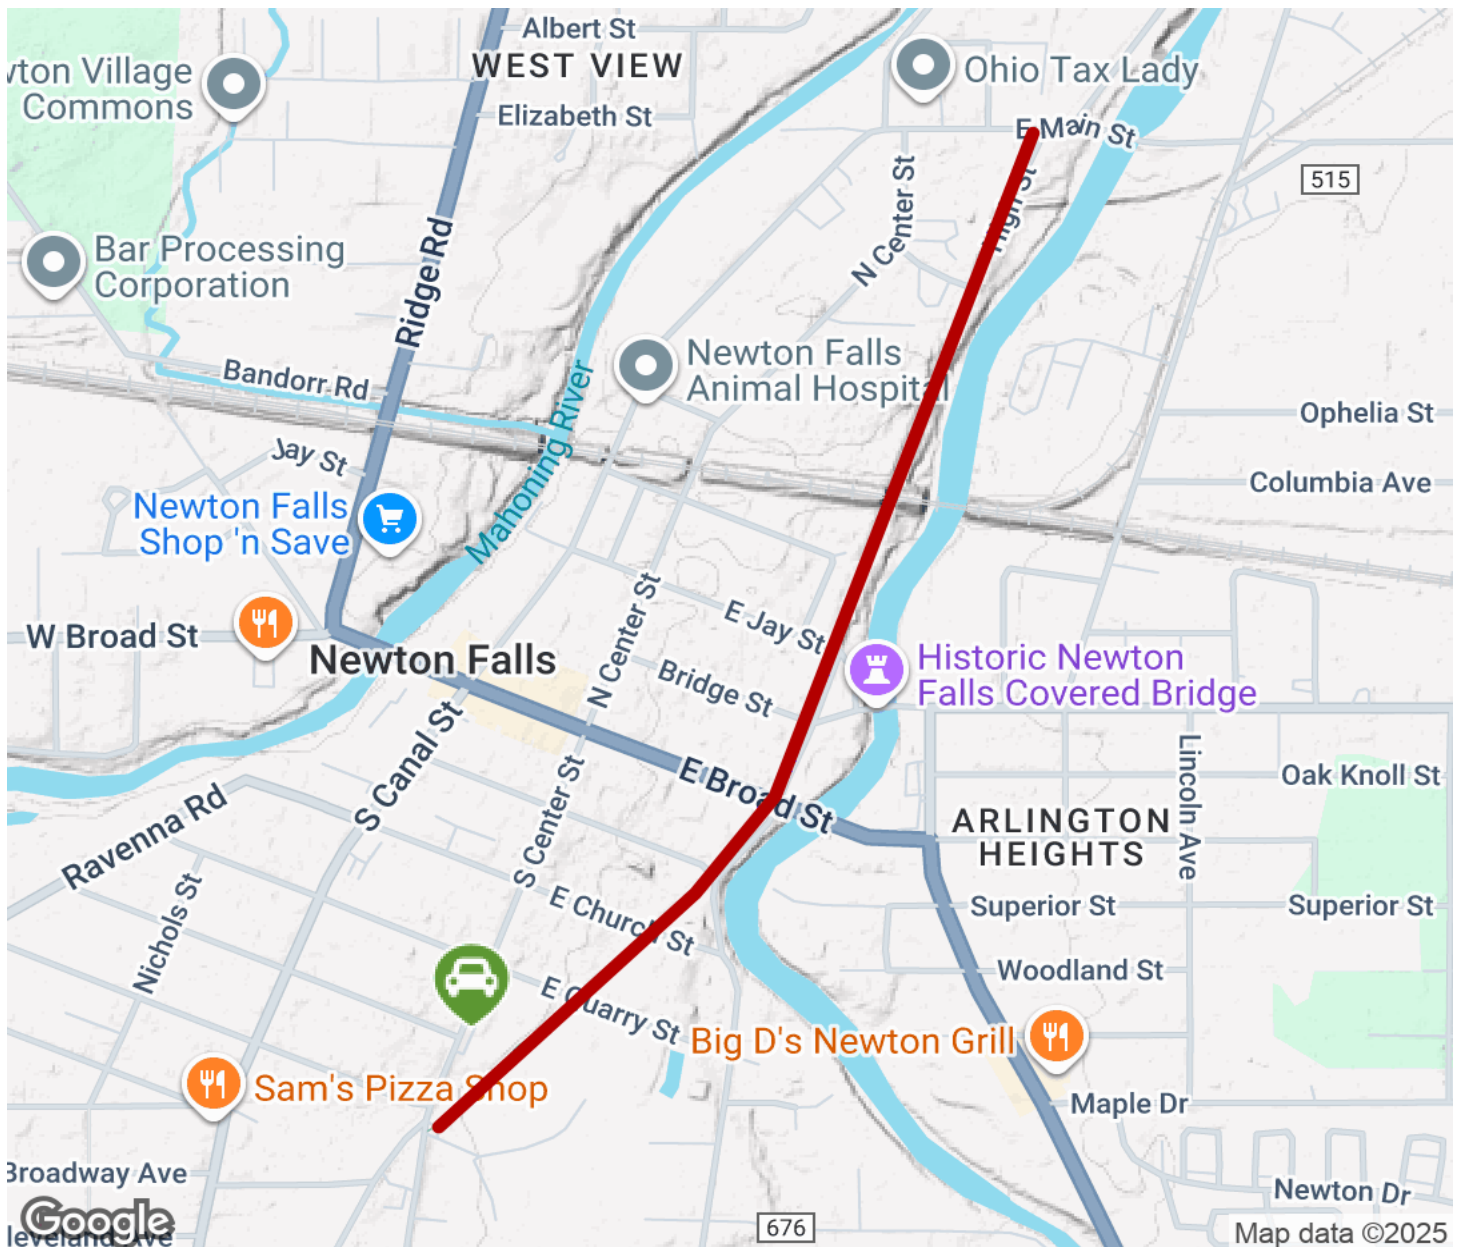 Albert St
WEST VIEW
vton Village
Commons
Ohio Tax Lady
Elizabeth St
E Main St
515
N Center St
High St
Bar Processing
Corporation
Ridge Rd
Newton Falls
Animal Hospital
Bandorr Rd
Mahoning River
Ophelia St
Jay St
Columbia Ave
Newton Falls
Shop 'n Save
N Center St
E Jay St
W Broad St
Newton Falls
Bridge St
Historic Newton
Falls Covered Bridge
S Canal St
E Broad St
Lincoln Ave
Oak Knoll St
Ravenna Rd
S Center St
ARLINGTON
HEIGHTS
Nichols St
E Church St
Superior St
Superior St
Woodland St
E Quarry St
Big D's Newton Grill
Sam's Pizza Shop
Maple Dr
Broadway Ave
Newton Dr
Google
leveland Ave
676
Map data ©2025